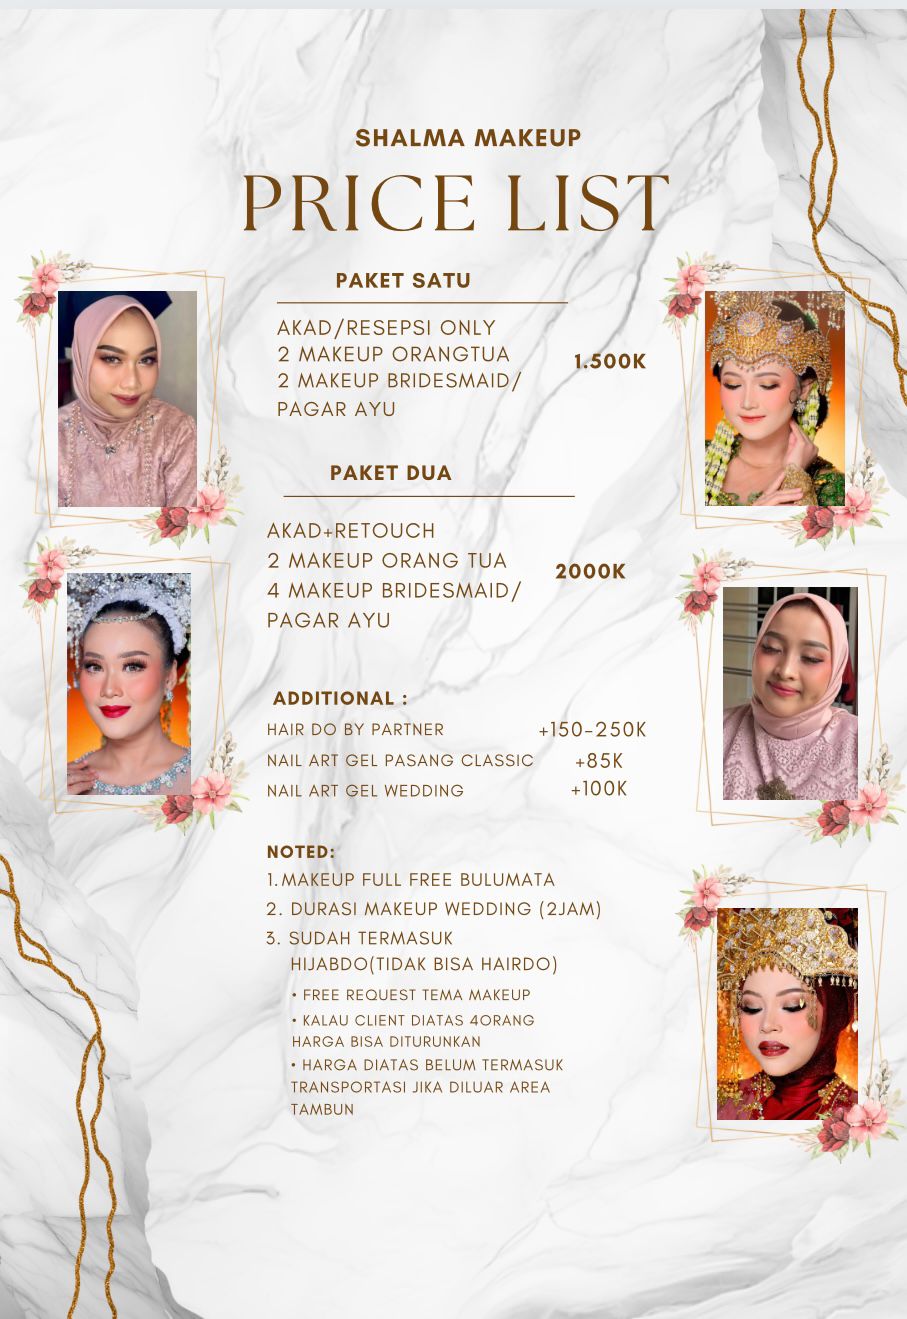 SHALMA MAKEUP
PRICE LIST
PAKET SATU
AKAD/RESEPSI ONLY
2 MAKEUP ORANGTUA
2 MAKEUP BRIDESMAID/
PAGAR AYU
1.500K
PAKET DUA
AKAD+RETOUCH
2 MAKEUP ORANG TUA
4 MAKEUP BRIDESMAID/
PAGAR AYU
2000K
ADDITIONAL :
HAIR DO BY PARTNER +150-250K
NAIL ART GEL PASANG CLASSIC +85K
NAIL ART GEL WEDDING +100K
NOTED:
1.MAKEUP FULL FREE BULUMATA
2. DURASI MAKEUP WEDDING (2JAM)
3. SUDAH TERMASUK
HIJABDO(TIDAK BISA HAIRDO)
• FREE REQUEST TEMA MAKEUP
• KALAU CLIENT DIATAS 4ORANG
HARGA BISA DITURUNKAN
• HARGA DIATAS BELUM TERMASUK
TRANSPORTASI JIKA DILUAR AREA
TAMBUN